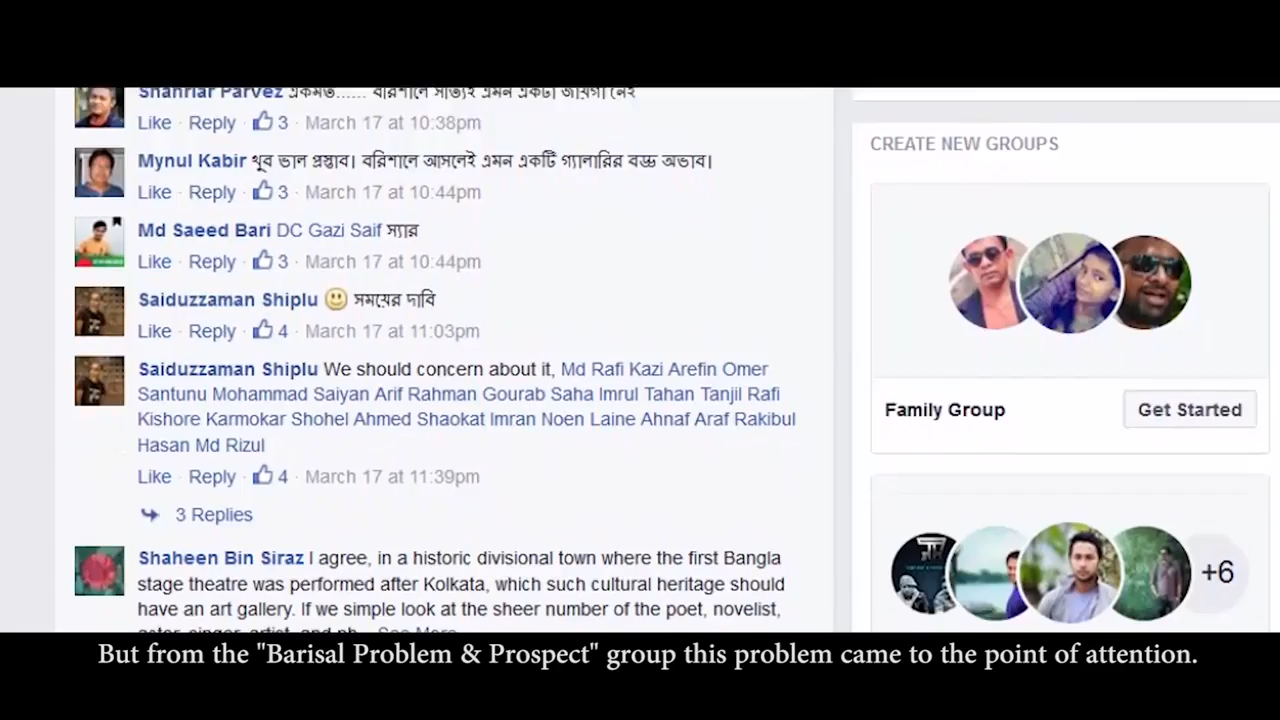 Shahriar Parvez একমত...... বরিশালে সত্যিই এমন একটা জায়গা নেই
Like · Reply · 3 · March 17 at 10:38pm
Mynul Kabir খুব ভাল প্রস্তাব। বরিশালে আসলেই এমন একটি গ্যালারির বড্ড অভাব।
Like · Reply · 3 · March 17 at 10:44pm
Md Saeed Bari DC Gazi Saif স্যার
Like · Reply · 3 · March 17 at 10:44pm
Saiduzzaman Shiplu সময়ের দাবি
Like · Reply · 4 · March 17 at 11:03pm
Saiduzzaman Shiplu We should concern about it, Md Rafi Kazi Arefin Omer
Santunu Mohammad Saiyan Arif Rahman Gourab Saha Imrul Tahan Tanjil Rafi
Kishore Karmokar Shohel Ahmed Shaokat Imran Noen Laine Ahnaf Araf Rakibul
Hasan Md Rizul
Like · Reply · 4 · March 17 at 11:39pm
3 Replies
Shaheen Bin Siraz I agree, in a historic divisional town where the first Bangla
stage theatre was performed after Kolkata, which such cultural heritage should
have an art gallery. If we simple look at the sheer number of the poet, novelist,
actor, singer, artist, and ph... See More
CREATE NEW GROUPS
Family Group
Get Started
+6
But from the "Barisal Problem & Prospect" group this problem came to the point of attention.